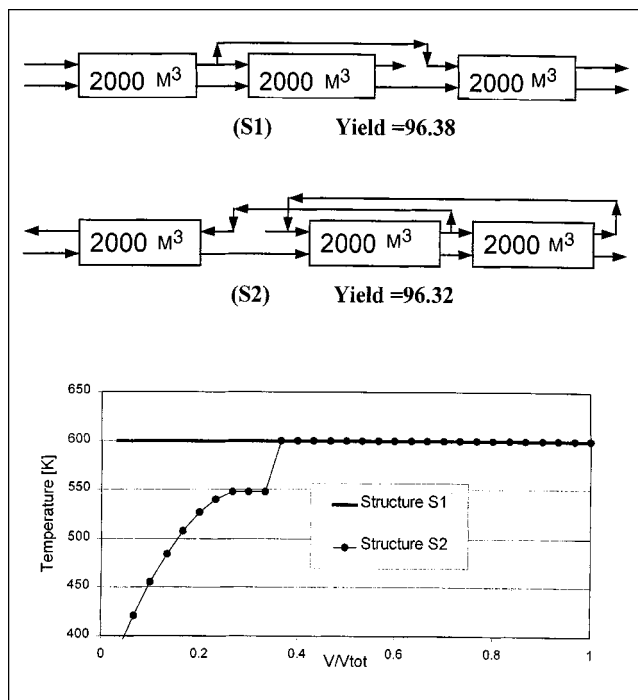 2000 M³ 2000 M³ 2000 M³
(S1) Yield =96.38
2000 M³ 2000 M³ 2000 M³
(S2) Yield =96.32
650
600
550
500
450
400
Temperature [K]
Structure S1
Structure S2
0 0.2 0.4 0.6 0.8 1
V/Vtot